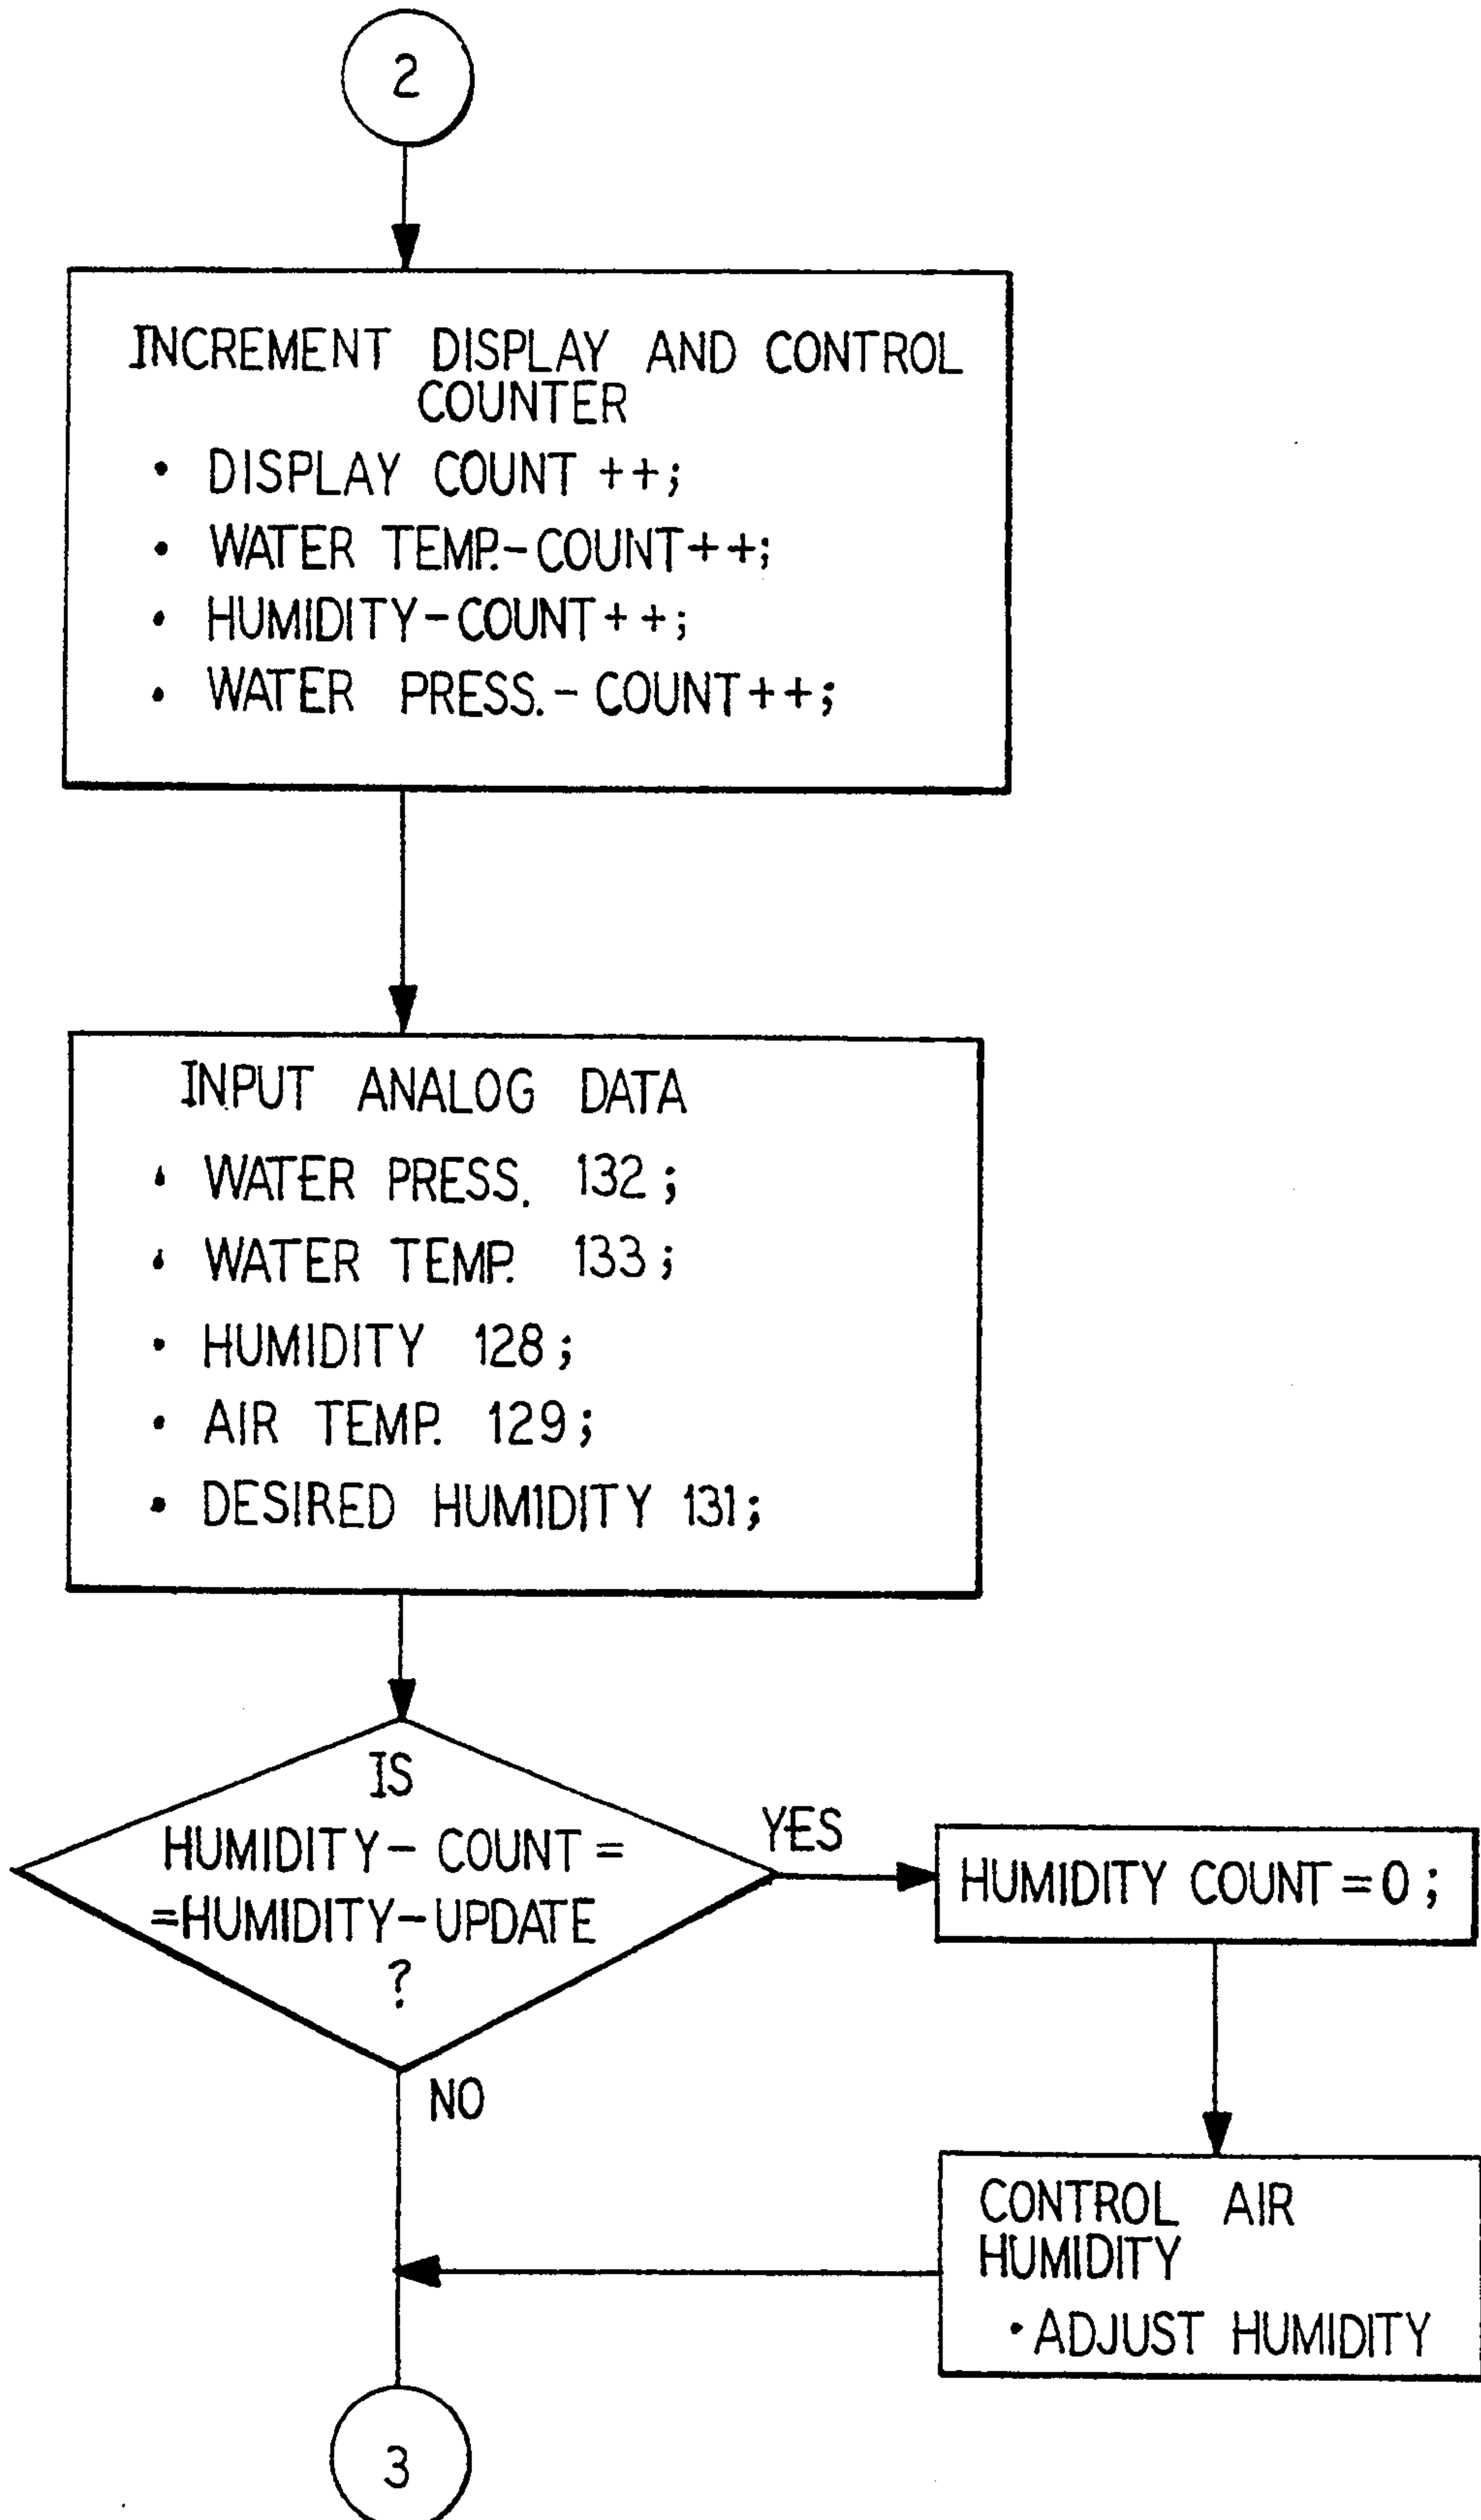 2
INCREMENT DISPLAY AND CONTROL
COUNTER
• DISPLAY COUNT ++;
• WATER TEMP.-COUNT++;
• HUMIDITY-COUNT++;
• WATER PRESS.-COUNT++;
INPUT ANALOG DATA
• WATER PRESS. 132;
• WATER TEMP. 133;
• HUMIDITY 128;
• AIR TEMP. 129;
• DESIRED HUMIDITY 131;
IS
HUMIDITY-COUNT=
=HUMIDITY-UPDATE
?
YES
HUMIDITY COUNT=0;
NO
CONTROL AIR
HUMIDITY
• ADJUST HUMIDITY
3